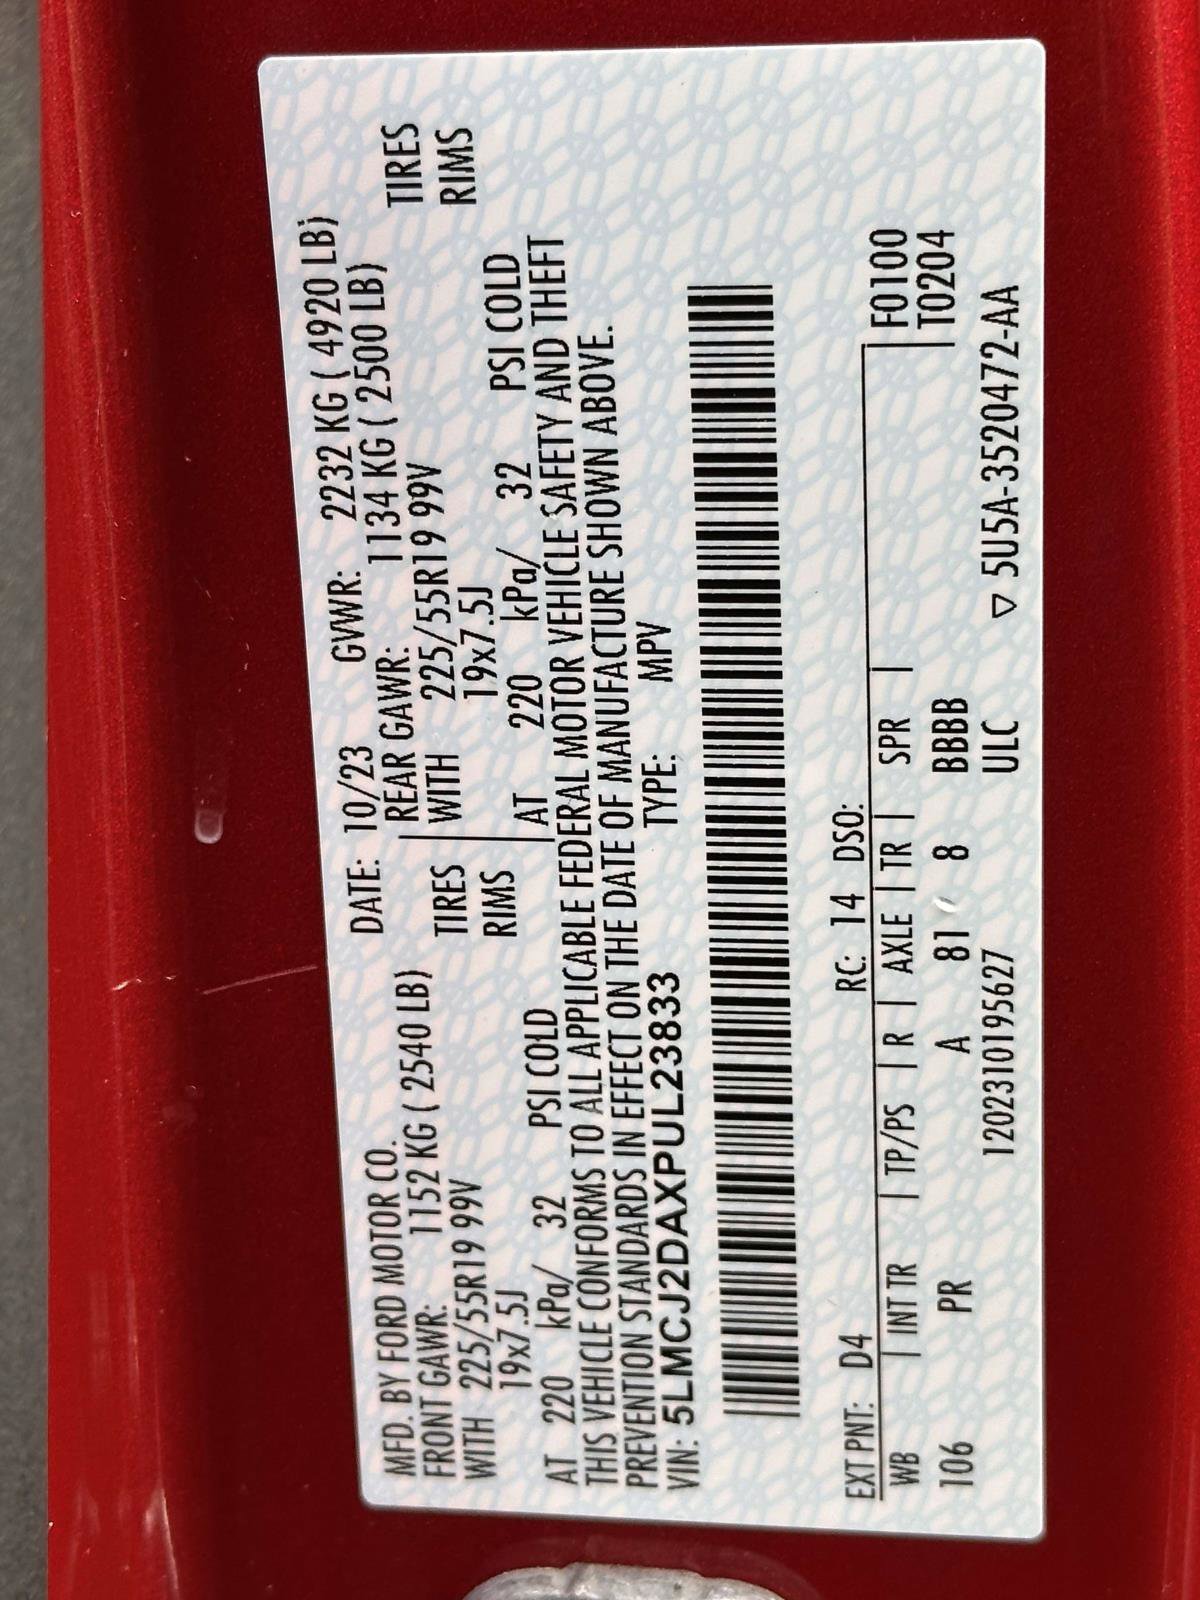 MFD. BY FORD MOTOR CO. DATE: 10/23 GVWR: 2232 KG ( 4920 LB)
FRONT GAWR: 1152 KG ( 2540 LB) REAR GAWR: 1134 KG ( 2500 LB)
WITH 225/55R19 99V TIRES WITH 225/55R19 99V TIRES
19x7.5J RIMS 19x7.5J RIMS
AT 220 kPa/ 32 PSI COLD AT 220 kPa/ 32 PSI COLD
THIS VEHICLE CONFORMS TO ALL APPLICABLE FEDERAL MOTOR VEHICLE SAFETY AND THEFT
PREVENTION STANDARDS IN EFFECT ON THE DATE OF MANUFACTURE SHOWN ABOVE.
VIN: 5LMCJ2DAXPUL23833 TYPE: MPV
EXT PNT: D4 RC: 14 DSO:
WB | INT TR | TP/PS | R | AXLE | TR | SPR | F0100
106 PR A 81 8 BBBB T0204
12023101195627 ULC ▽ 5U5A-3520472-AA